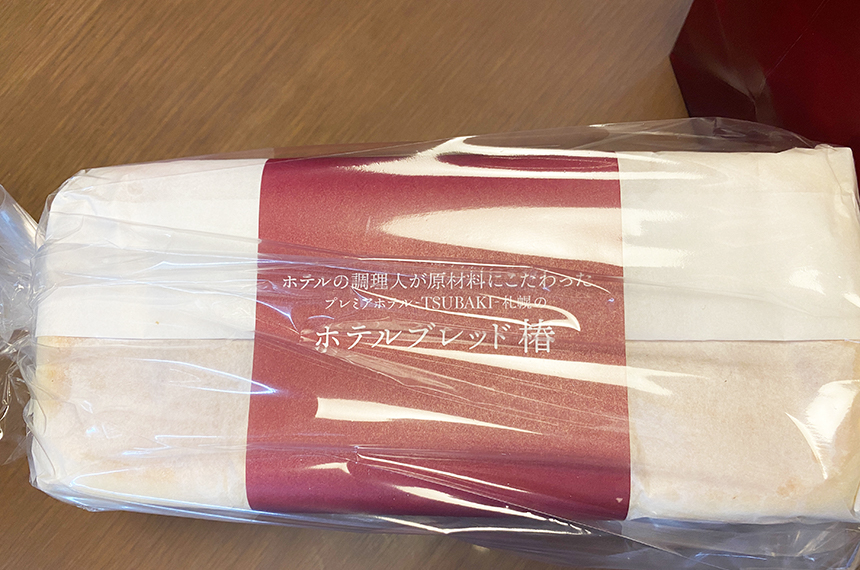 ホテルの調理人が原材料にこだわった
プレミアホテル-TSUBAKI-札幌の
ホテルブレッド 椿